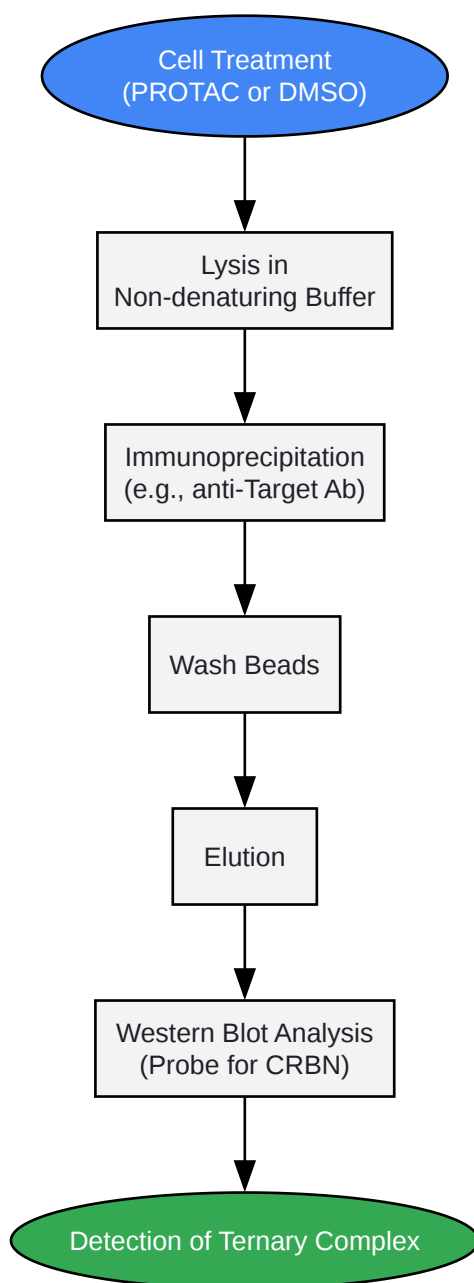 Cell Treatment
(PROTAC or DMSO)
Lysis in
Non-denaturing Buffer
Immunoprecipitation
(e.g., anti-Target Ab)
Wash Beads
Elution
Western Blot Analysis
(Probe for CRBN)
Detection of Ternary Complex